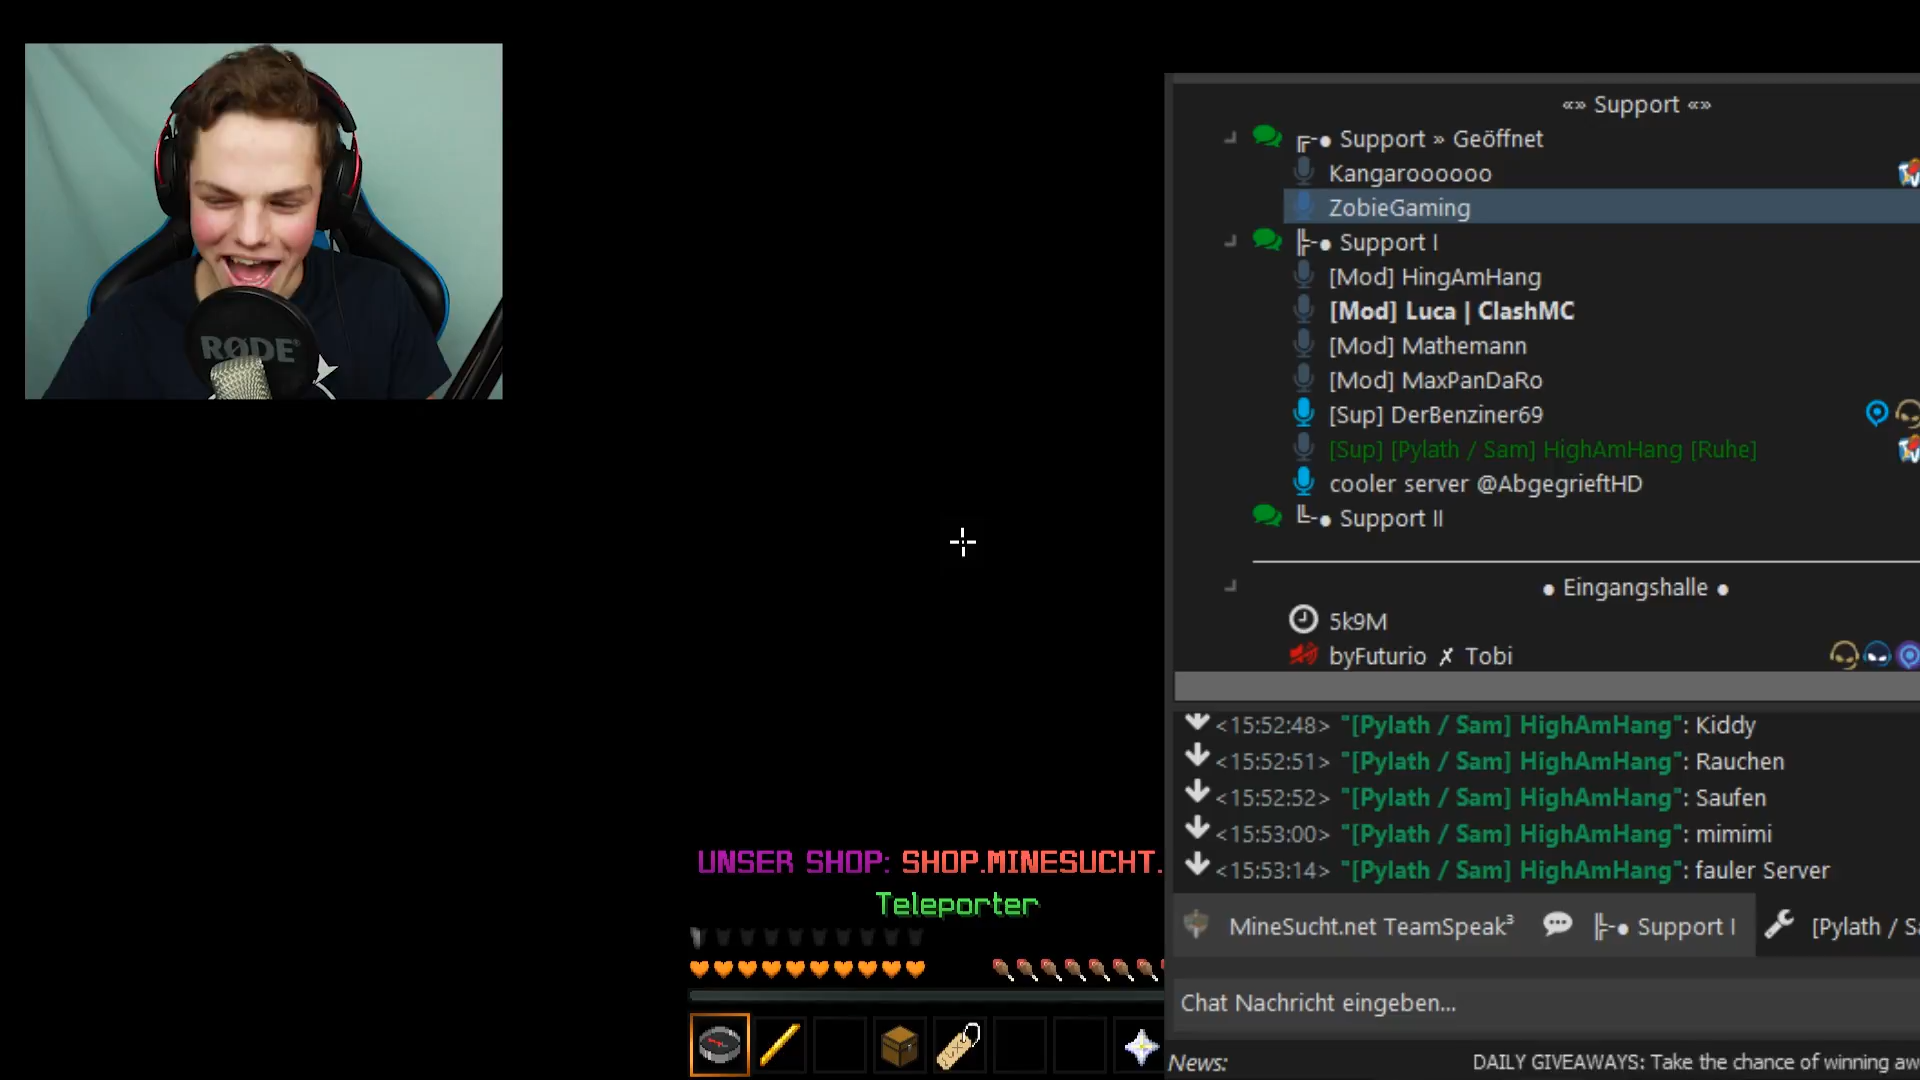 RØDE
«» Support «»
╔-● Support » Geöffnet
Kangaroooooo
ZobieGaming
╠-● Support I
[Mod] HingAmHang
[Mod] Luca | ClashMC
[Mod] Mathemann
[Mod] MaxPanDaRo
[Sup] DerBenziner69
[Sup] [Pylath / Sam] HighAmHang [Ruhe]
cooler server @AbgegrieftHD
╚-● Support II
● Eingangshalle ●
5k9M
byFuturio ✗ Tobi
<15:52:48> "[Pylath / Sam] HighAmHang": Kiddy
<15:52:51> "[Pylath / Sam] HighAmHang": Rauchen
<15:52:52> "[Pylath / Sam] HighAmHang": Saufen
<15:53:00> "[Pylath / Sam] HighAmHang": mimimi
<15:53:14> "[Pylath / Sam] HighAmHang": fauler Server
UNSER SHOP: SHOP.MINESUCHT.
Teleporter
MineSucht.net TeamSpeak³ ╠-● Support I [Pylath / Sa
Chat Nachricht eingeben...
News: DAILY GIVEAWAYS: Take the chance of winning aw